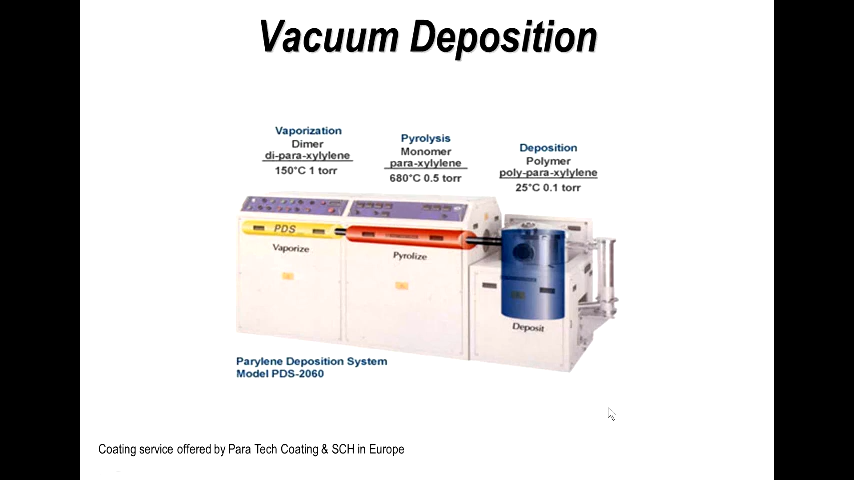 Vacuum Deposition
Vaporization
Dimer
di-para-xylylene
150°C 1 torr
Pyrolysis
Monomer
para-xylylene
680°C 0.5 torr
Deposition
Polymer
poly-para-xylylene
25°C 0.1 torr
PDS
Vaporize
Pyrolize
Deposit
Parylene Deposition System
Model PDS-2060
Coating service offered by Para Tech Coating & SCH in Europe